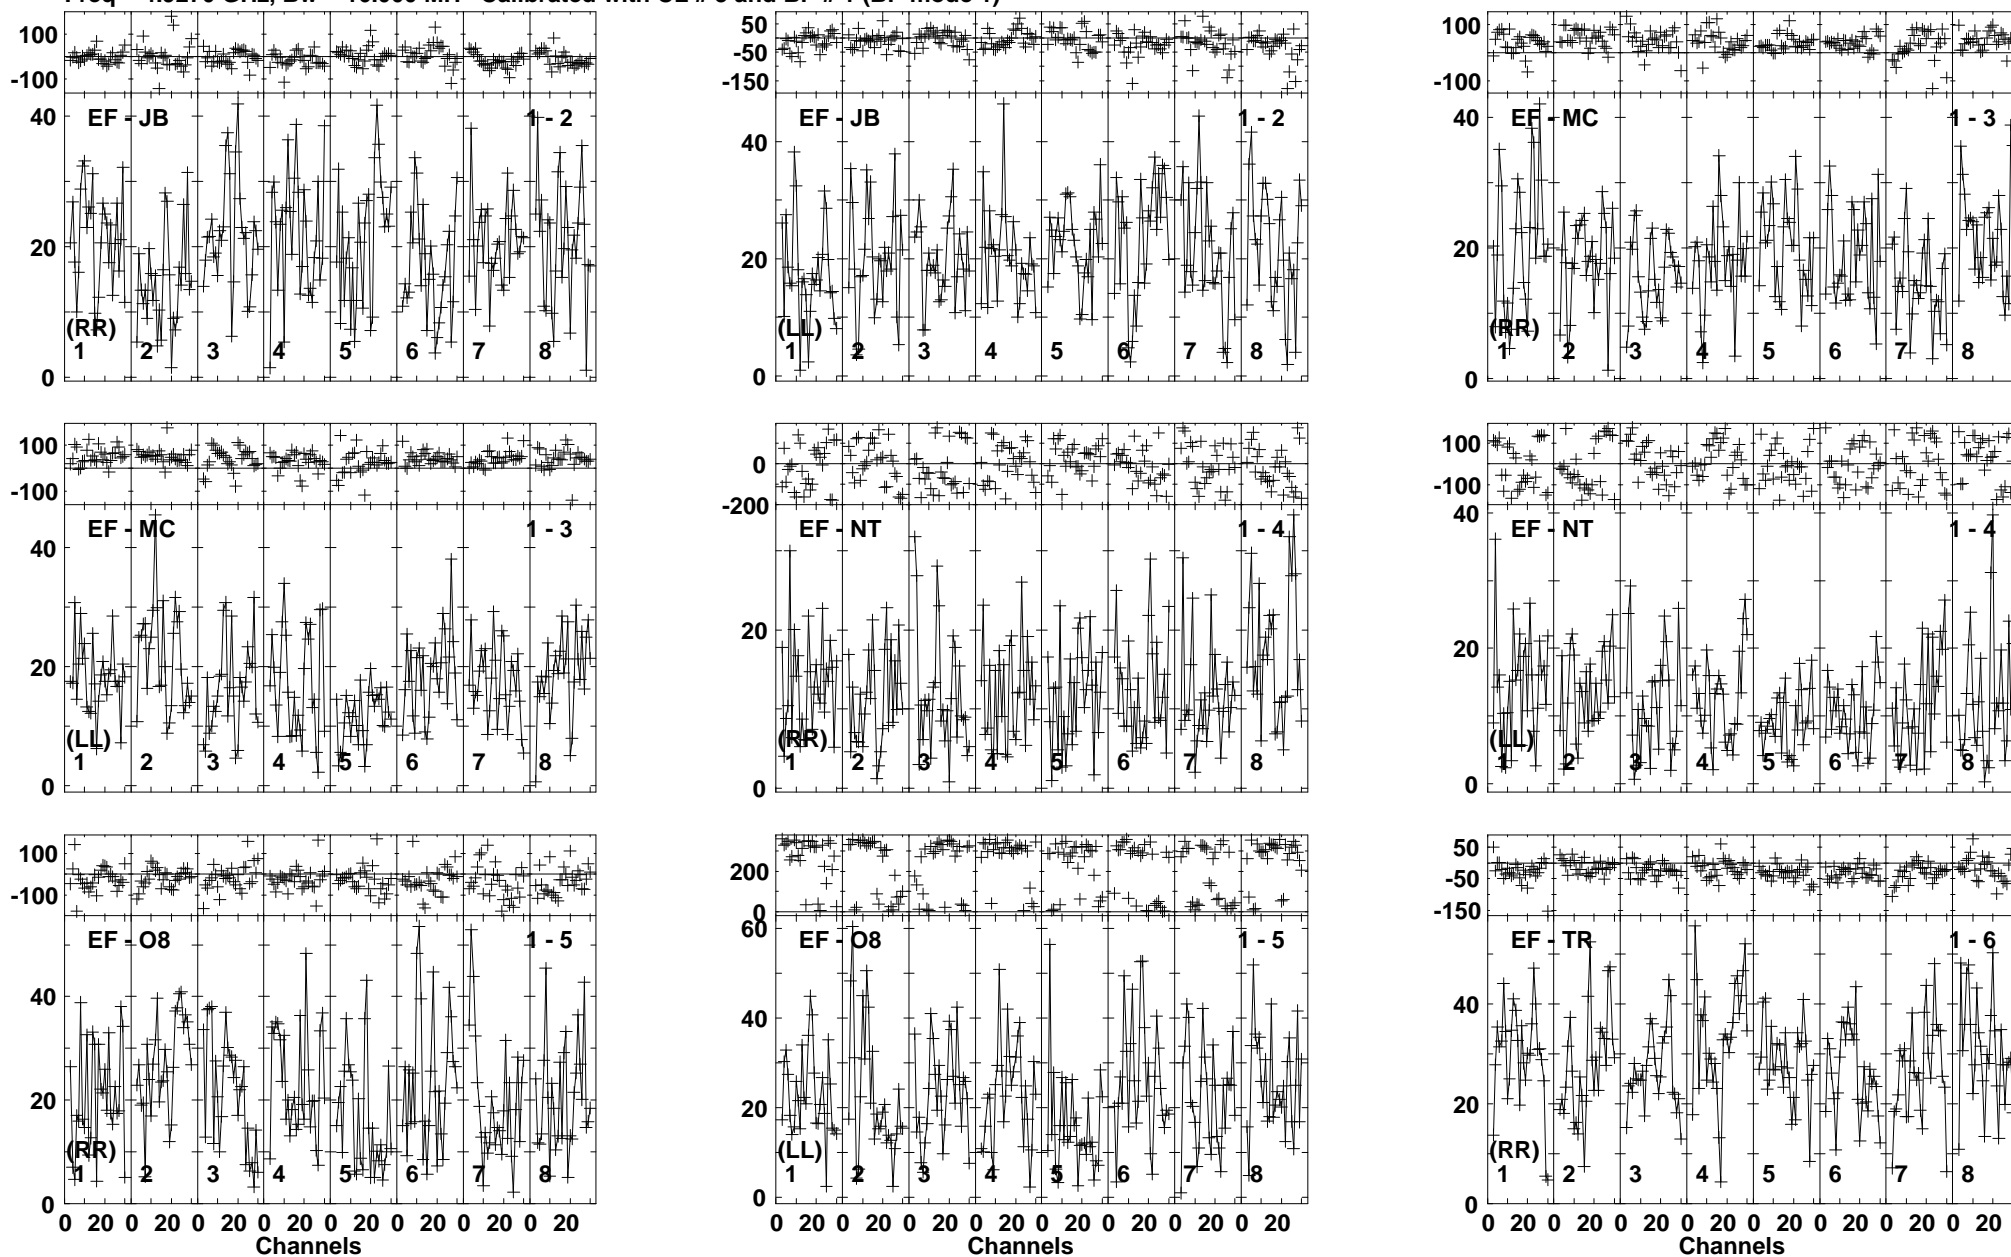 Calibrated with CL # and BP # 1 (BP mode 1)
100 50 100
-100 -50 -150 -100
EF - JB 1 - 2 EF - JB 1 - 2 EF - MC 1 - 3
40 40 40
20 20 20
(RR) (LL) (RR)
1 2 3 4 5 6 7 8 1 2 3 4 5 6 7 8 1 2 3 4 5 6 7 8
0 0 0
100 0 100
-100 -200 -100
EF - MC 1 - 3 EF - NT 1 - 4 EF - NT 1 - 4
40 20 40
20 20
(LL) (RR) (LL)
1 2 3 4 5 6 7 8 1 2 3 4 5 6 7 8 1 2 3 4 5 6 7 8
0 0 0
100 200 50
-100 0 -50 -150
EF - O8 1 - 5 EF - O8 1 - 5 EF - TR 1 - 6
40 60 40
20 40 20
20
(RR) (LL) (RR)
1 2 3 4 5 6 7 8 1 2 3 4 5 6 7 8 1 2 3 4 5 6 7 8
0 0 0
0 20 0 20 0 20 0 20 0 20 0 20 0 20 0 20 0 20 0 20 0 20 0 20 0 20 0 20 0 20 0 20 0 20 0 20 0 20 0 20 0 20 0 20 0 20 0 20
Channels Channels Channels